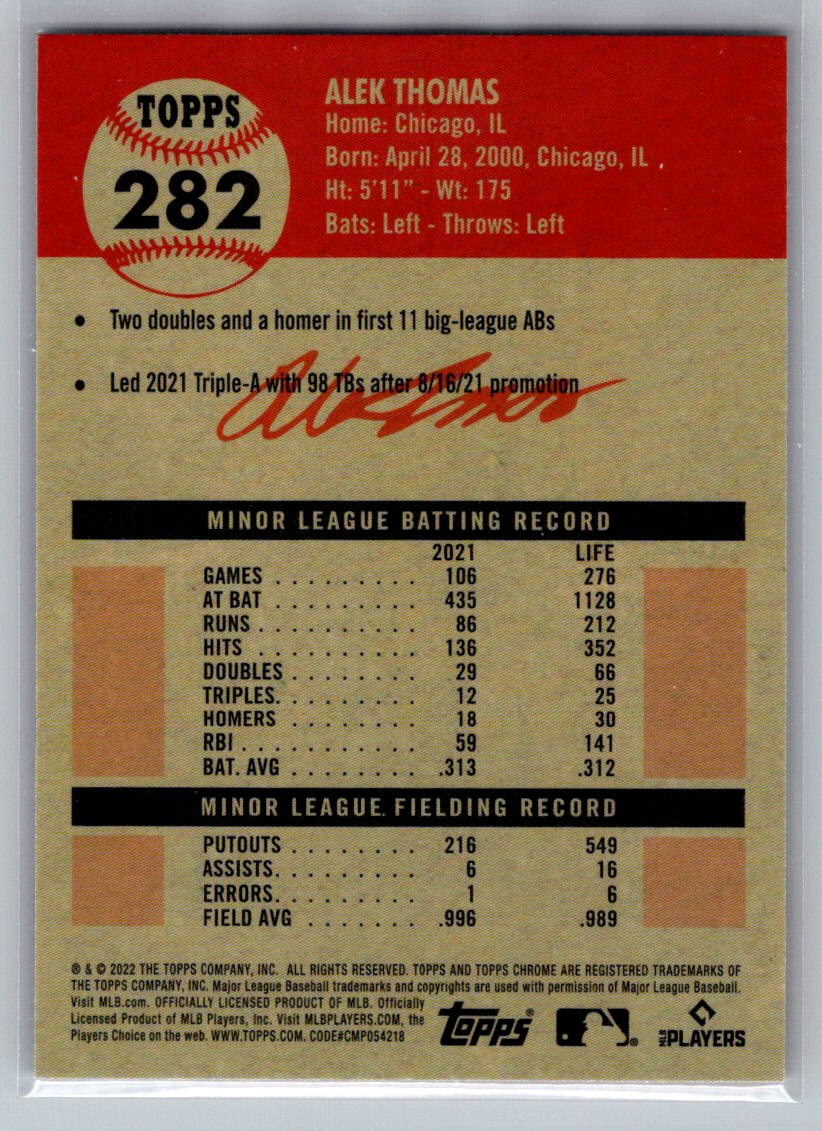 TOPPS
282
ALEK THOMAS
Home: Chicago, IL
Born: April 28, 2000, Chicago, IL
Ht: 5'11" - Wt: 175
Bats: Left - Throws: Left
• Two doubles and a homer in first 11 big-league ABs
• Led 2021 Triple-A with 98 TBs after 8/16/21 promotion
MINOR LEAGUE BATTING RECORD
2021 LIFE
GAMES . . . . . . . . . 106 276
AT BAT . . . . . . . . . 435 1128
RUNS . . . . . . . . . . 86 212
HITS . . . . . . . . . . 136 352
DOUBLES . . . . . . . . 29 66
TRIPLES. . . . . . . . . 12 25
HOMERS . . . . . . . . 18 30
RBI . . . . . . . . . . . 59 141
BAT. AVG . . . . . . . . .313 .312
MINOR LEAGUE FIELDING RECORD
PUTOUTS . . . . . . . . 216 549
ASSISTS. . . . . . . . . 6 16
ERRORS. . . . . . . . . 1 6
FIELD AVG . . . . . . . .996 .989
® & © 2022 THE TOPPS COMPANY, INC. ALL RIGHTS RESERVED. TOPPS AND TOPPS CHROME ARE REGISTERED TRADEMARKS OF
THE TOPPS COMPANY, INC. Major League Baseball trademarks and copyrights are used with permission of Major League Baseball.
Visit MLB.com. OFFICIALLY LICENSED PRODUCT OF MLB. Officially
Licensed Product of MLB Players, Inc. Visit MLBPLAYERS.COM, the
Players Choice on the web. WWW.TOPPS.COM. CODE#CMP054218
topps®
®
MLB PLAYERS